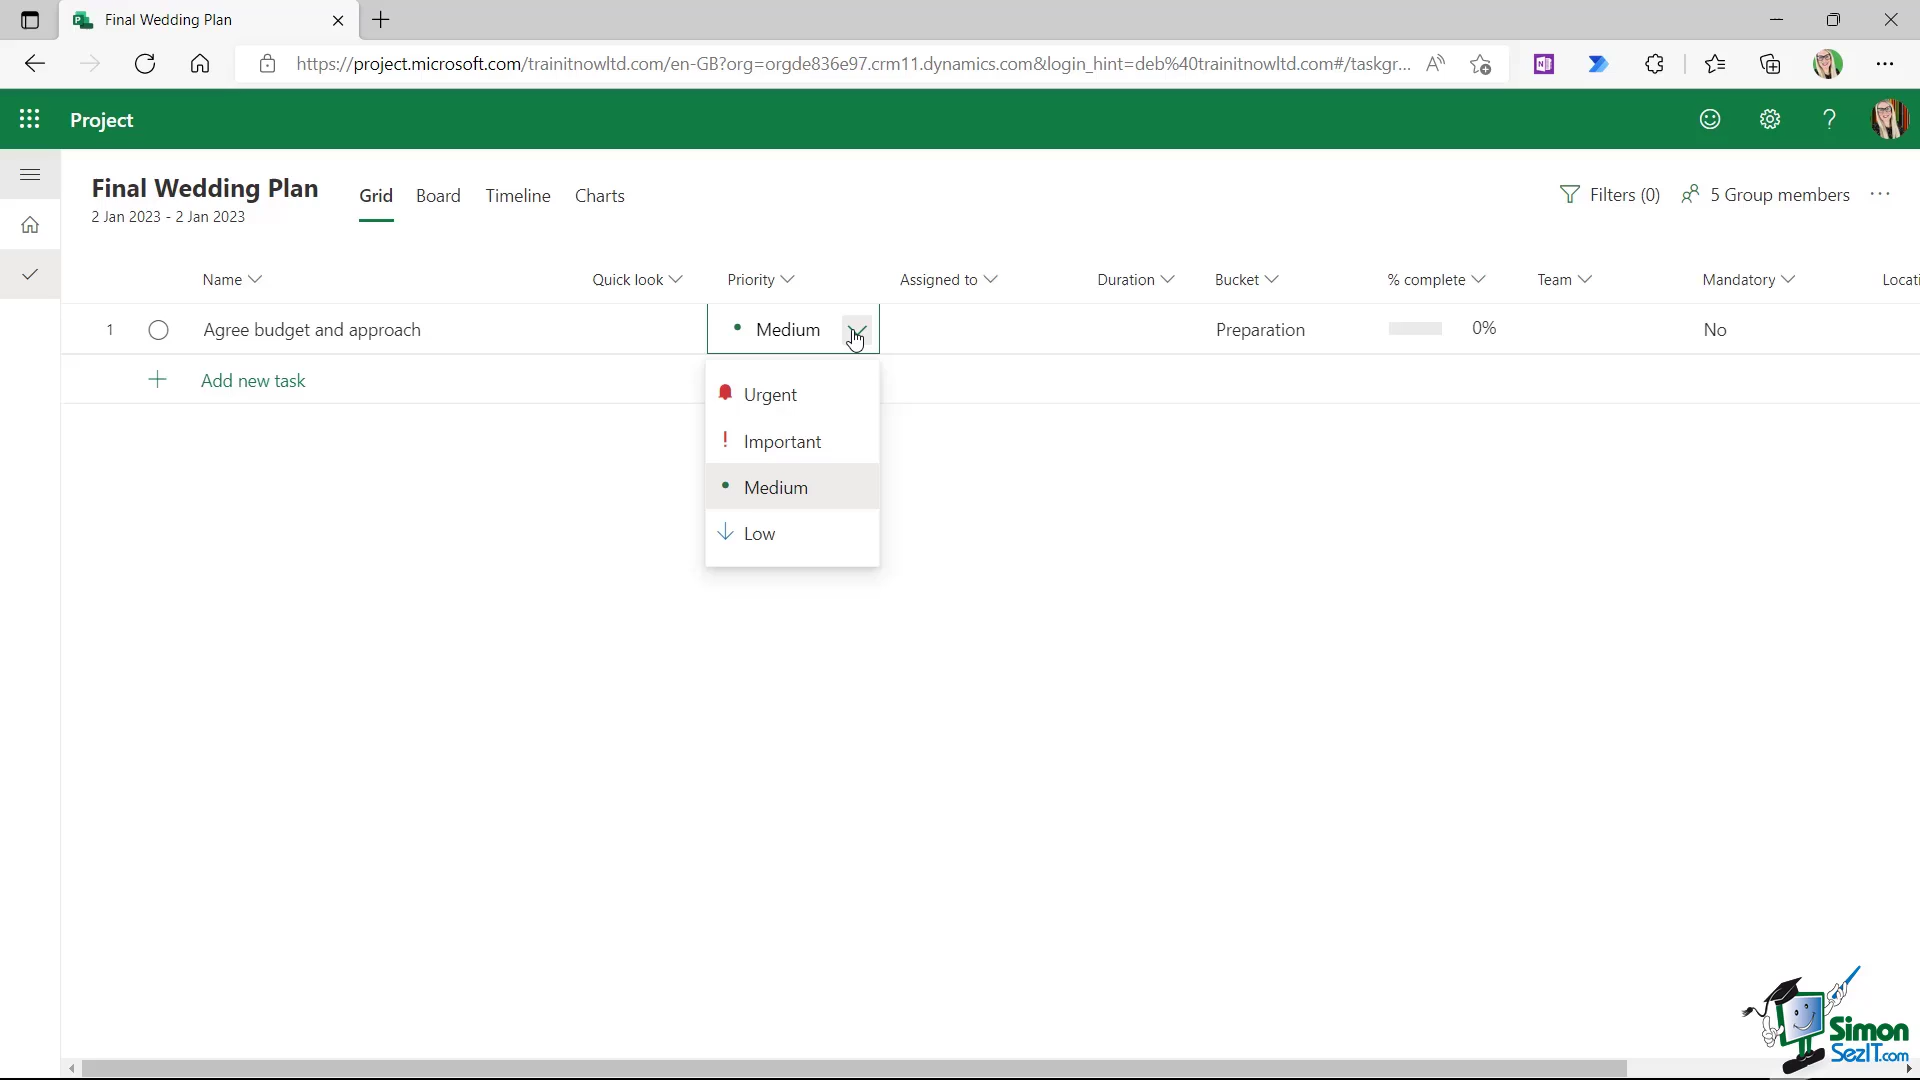 Final Wedding Plan
https://project.microsoft.com/trainitnowltd.com/en-GB?org=orgde836e97.crm11.dynamics.com&login_hint=deb%40trainitnowltd.com#/taskgr...
Project
Final Wedding Plan
2 Jan 2023 - 2 Jan 2023
Grid Board Timeline Charts
Filters (0) 5 Group members
Name Quick look Priority Assigned to Duration Bucket % complete Team Mandatory Locati
1 Agree budget and approach Medium Preparation 0% No
Add new task
Urgent
Important
Medium
Low
Simon
SezIT.com